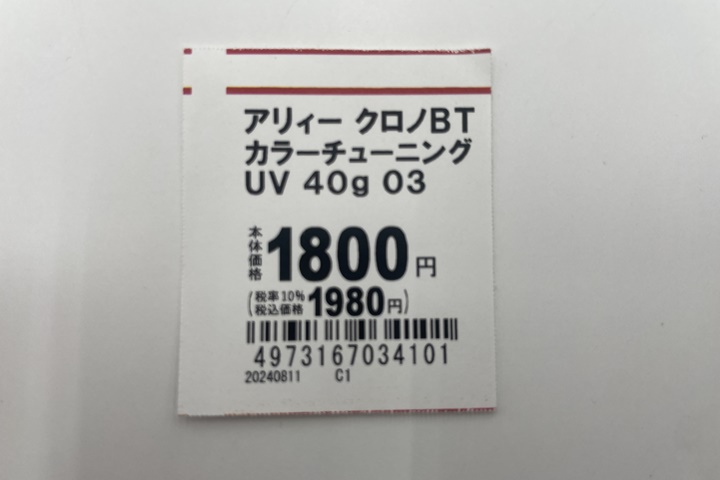 アリィー クロノBT
カラーチューニング
UV 40g 03
本体価格 1800円
(税率10% 税込価格 1980円)
4973167034101
20240811 C1